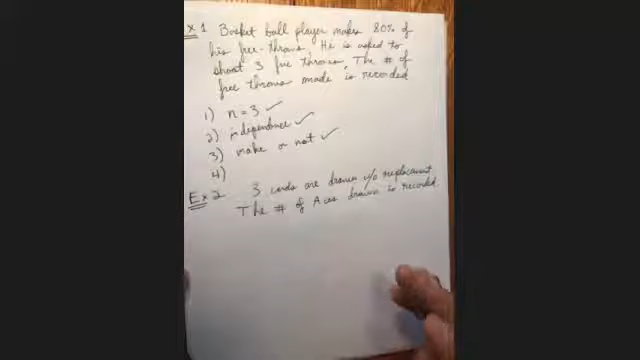 Ex 1 Basket ball player makes 80% of
his free-throws. He is asked to
shoot 3 free throws. The # of
free throws made is recorded
1) n = 3 ✓
2) independence ✓
3) make or not ✓
4)
Ex 2 3 cards are drawn w/o replacement
The # of Aces drawn is recorded.